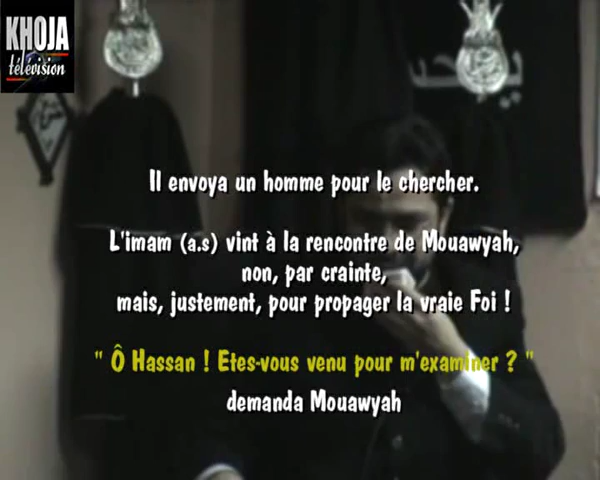 KHOJA
télévision
Il envoya un homme pour le chercher.
L'imam (a.s) vint à la rencontre de Mouawyah,
non, par crainte,
mais, justement, pour propager la vraie Foi !
" Ô Hassan ! Etes-vous venu pour m'examiner ? "
demanda Mouawyah